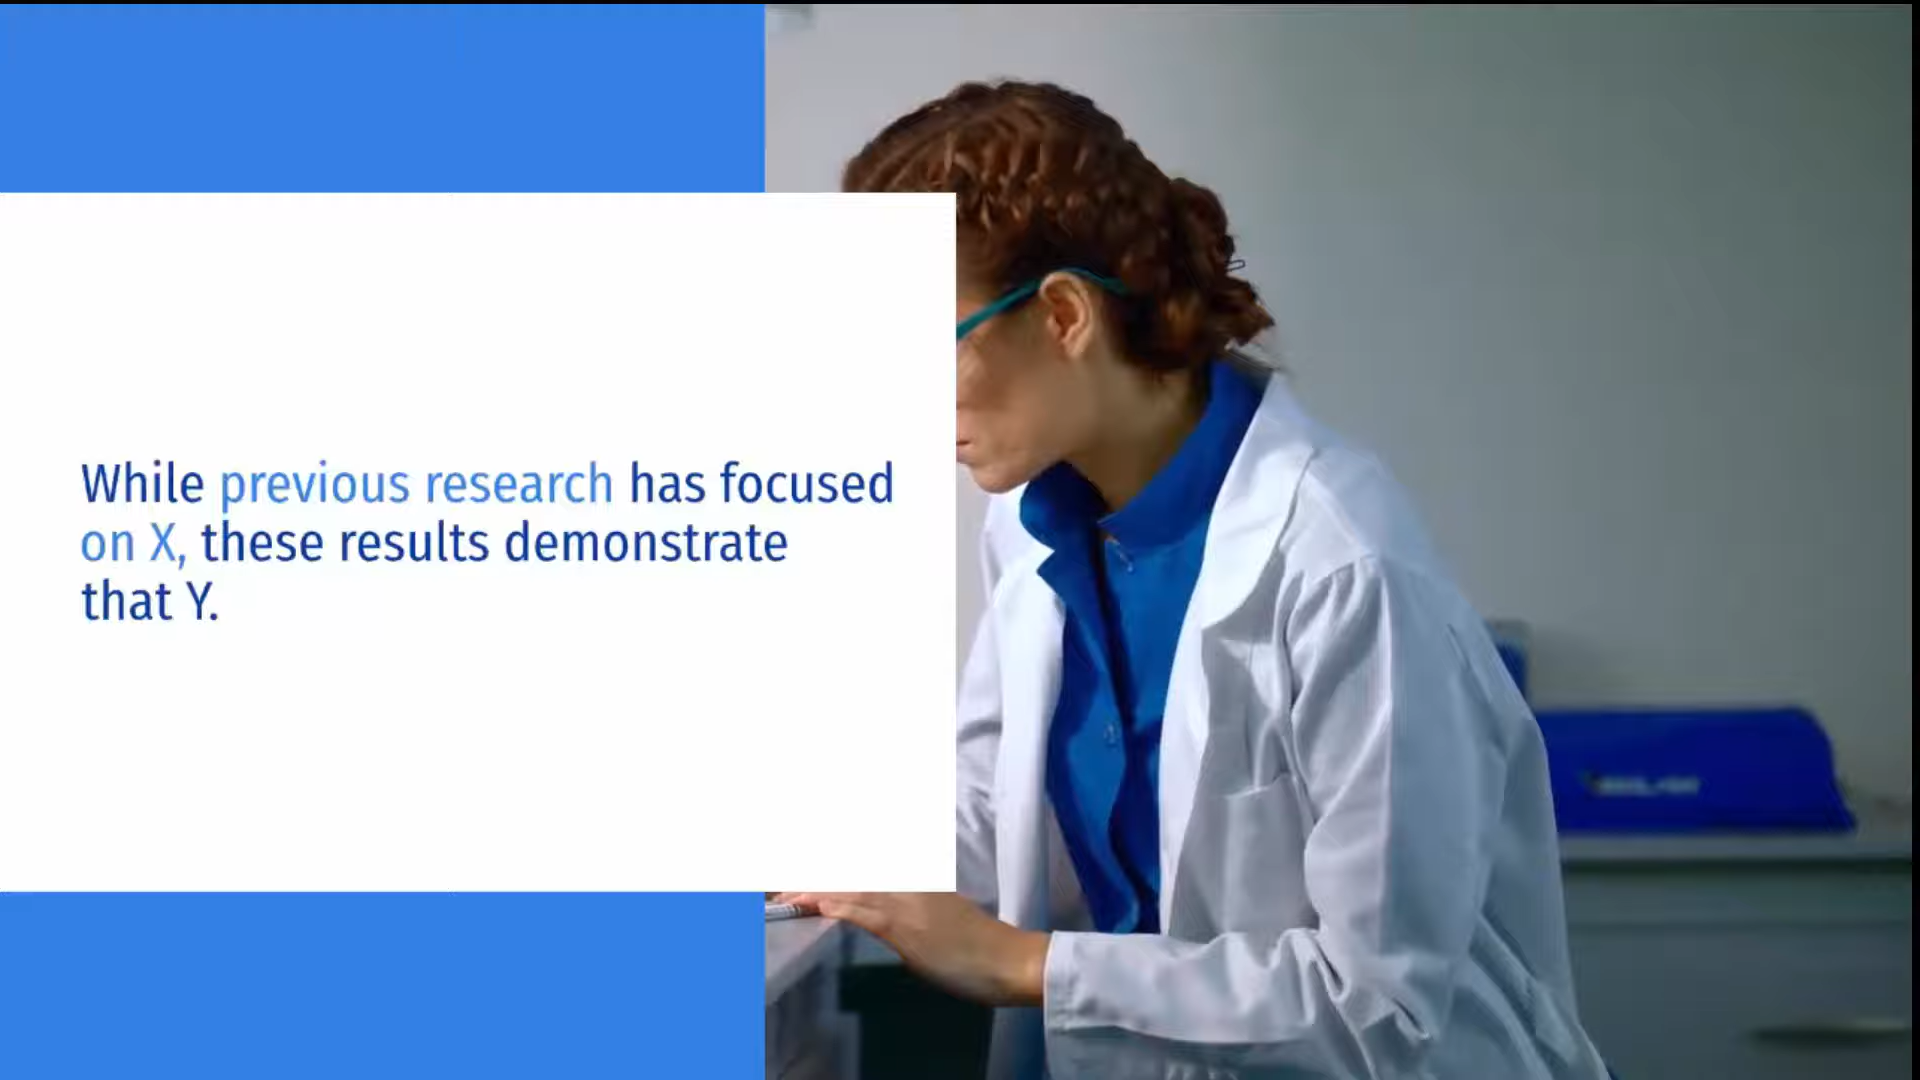 While previous research has focused
on X, these results demonstrate
that Y.